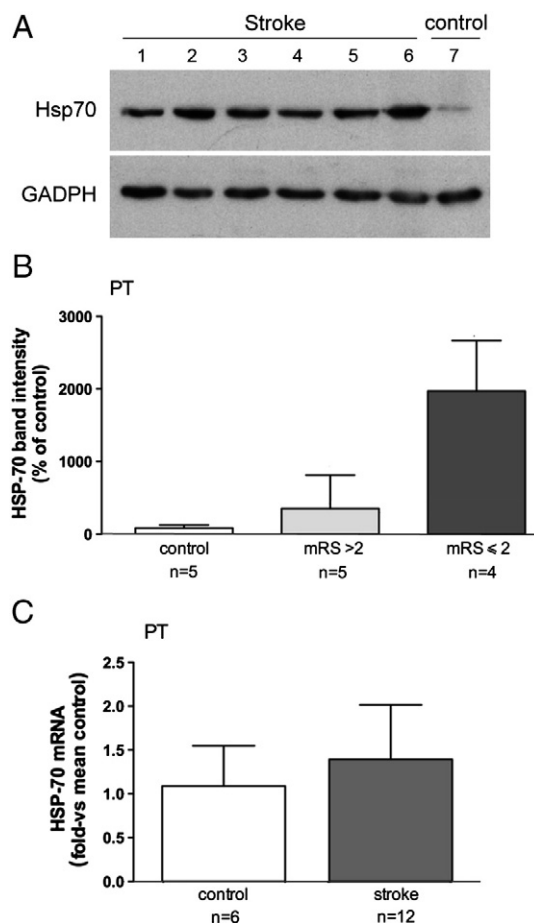 A
Stroke control
1 2 3 4 5 6 7
Hsp70
GADPH
B
PT
HSP-70 band intensity
(% of control)
3000
2000
1000
0
control mRS >2 mRS ⩽ 2
n=5 n=5 n=4
C
PT
HSP-70 mRNA
(fold-vs mean control)
2.5
2.0
1.5
1.0
0.5
0.0
control stroke
n=6 n=12